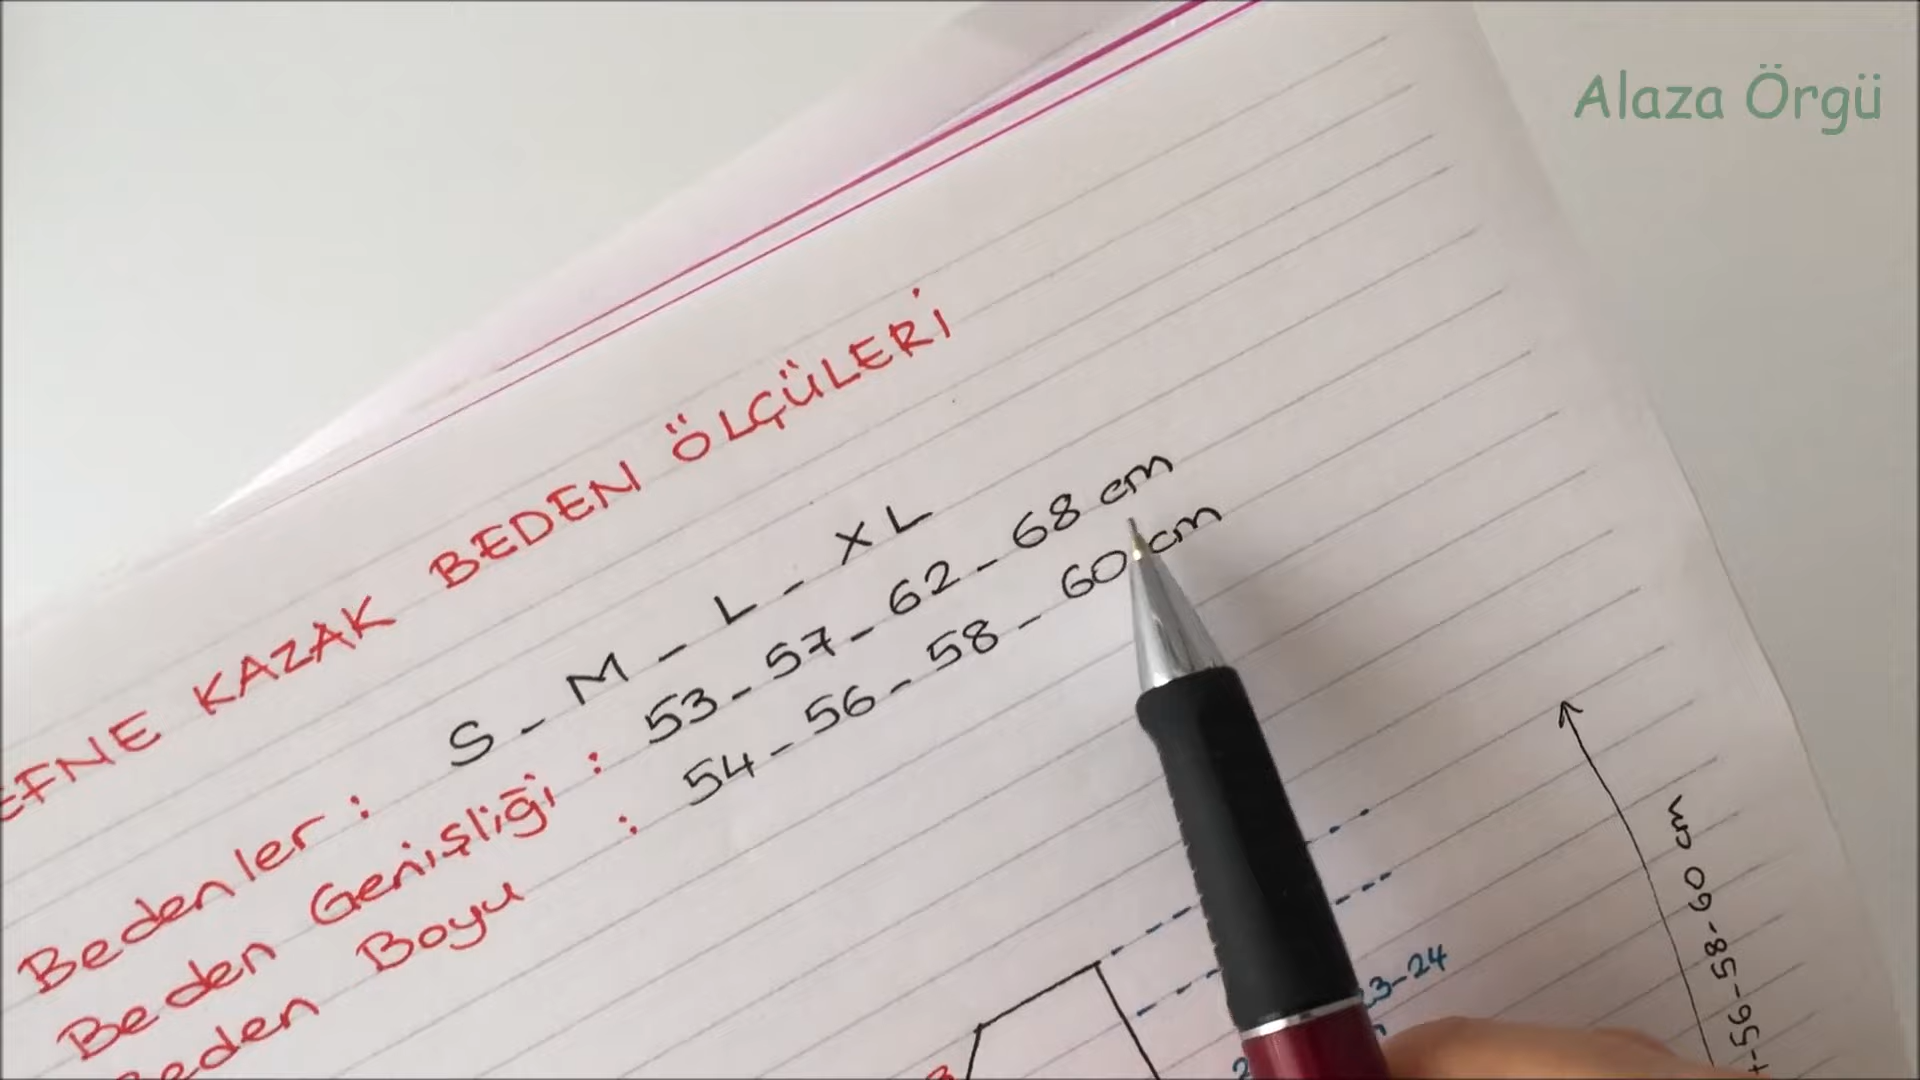 Alaza Örgü
EFNE KAZAK BEDEN ÖLÇÜLERİ
Bedenler : S - M - L - XL
Beden Genişliği : 53 - 57 - 62 - 68 cm
Beden Boyu : 54 - 56 - 58 - 60 cm
56-58-60 cm
23-24